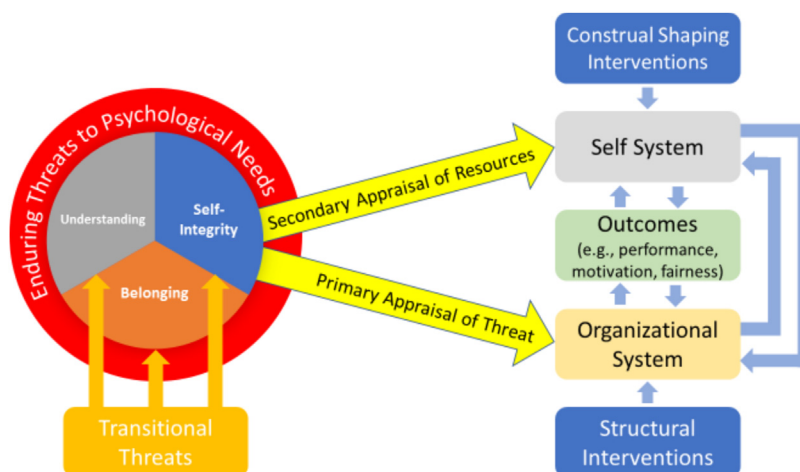 Enduring Threats to Psychological Needs
Understanding
Self-
Integrity
Belonging
Transitional
Threats
Secondary Appraisal of Resources
Primary Appraisal of Threat
Construal Shaping
Interventions
Self System
Outcomes
(e.g., performance,
motivation, fairness)
Organizational
System
Structural
Interventions